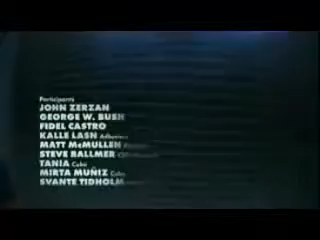 Participants
JOHN ZERZAN
GEORGE W. BUSH
FIDEL CASTRO
KALLE LASN
MATT McMULLEN
STEVE BALLMER
TANIA Cuba
MIRTA MUÑIZ Cuba
SVANTE TIDHOLM